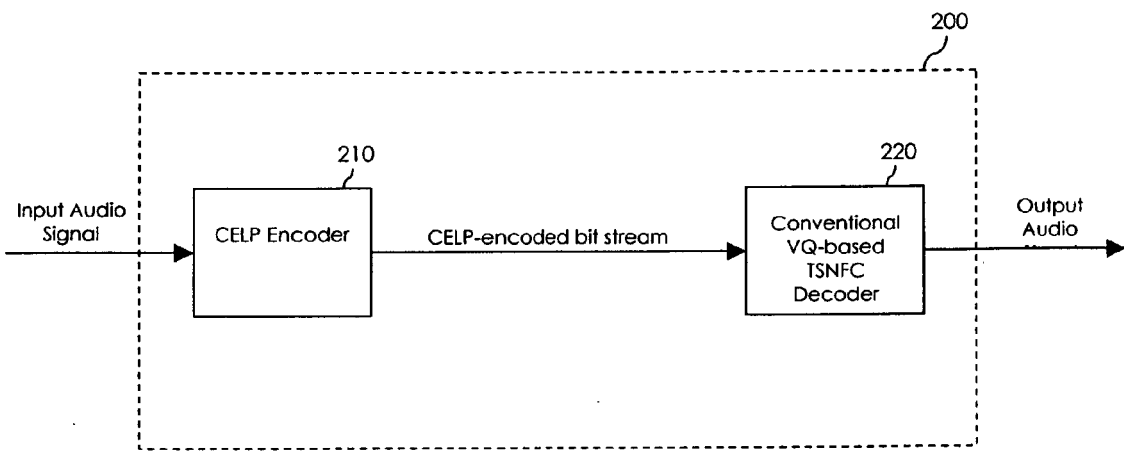 200
210
220
Input Audio
Signal
CELP Encoder
CELP-encoded bit stream
Conventional
VQ-based
TSNFC
Decoder
Output
Audio